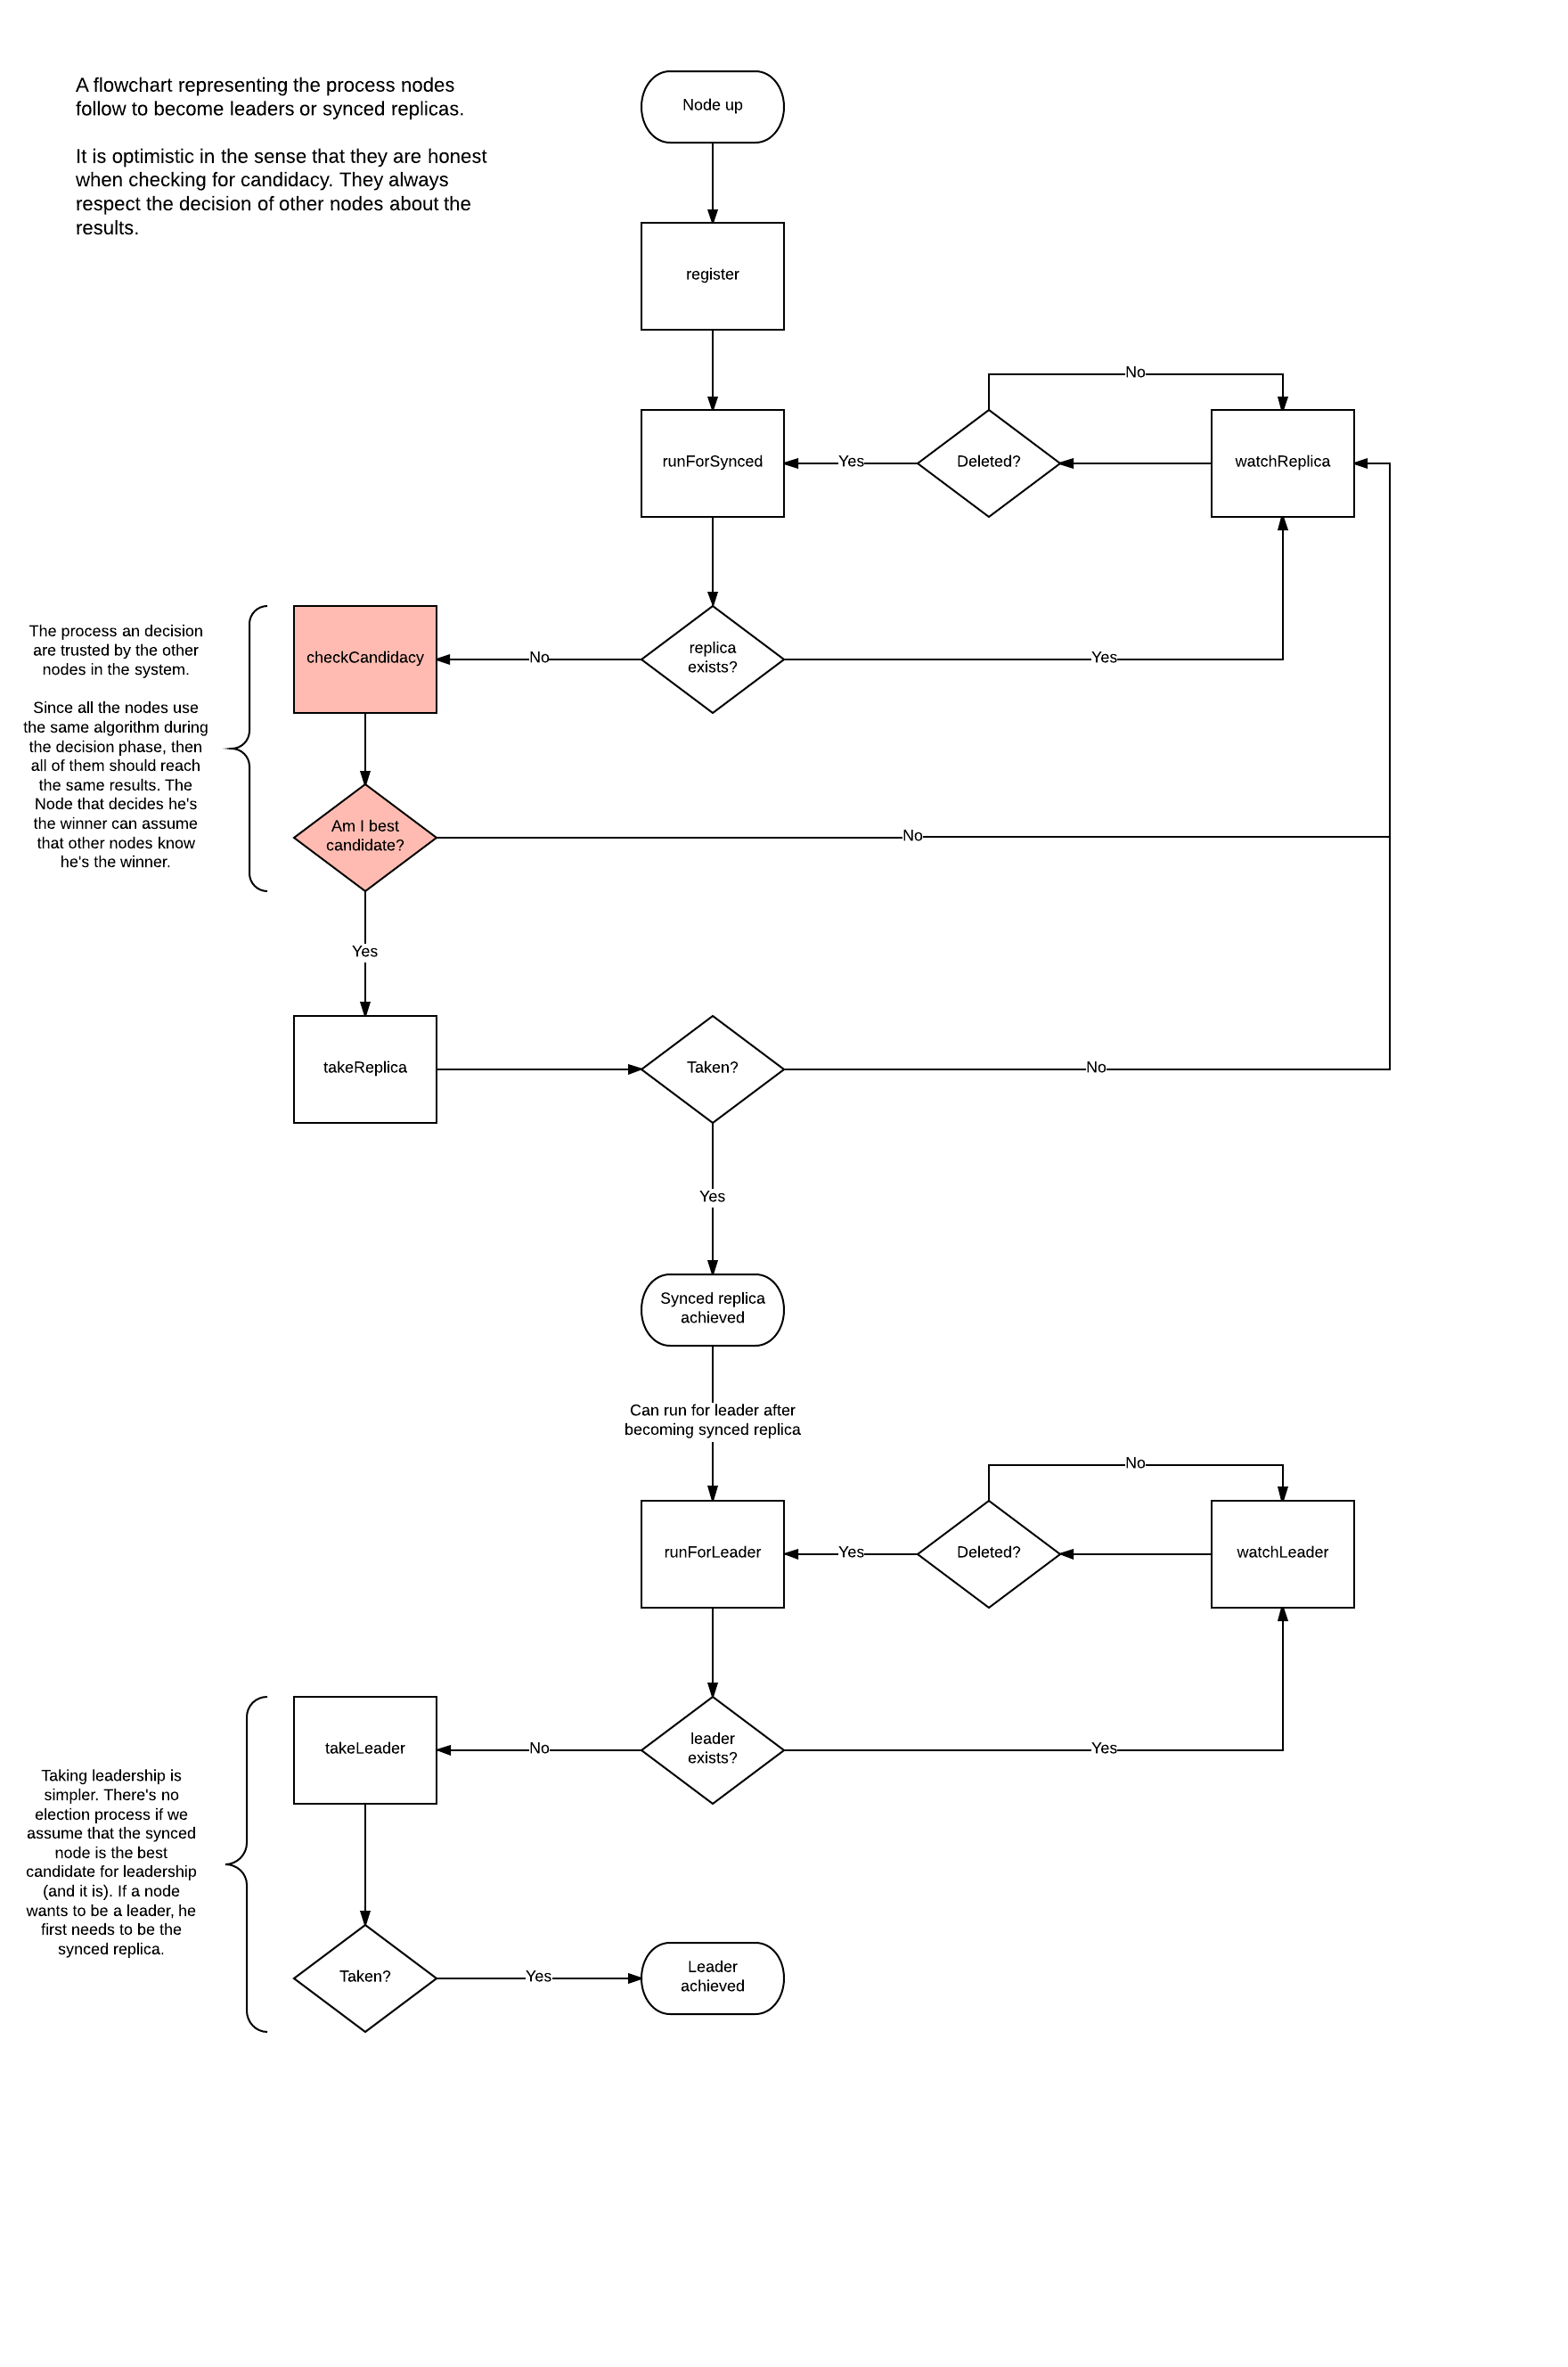 A flowchart representing the process nodes
follow to become leaders or synced replicas.
It is optimistic in the sense that they are honest
when checking for candidacy. They always
respect the decision of other nodes about the
results.
Node up
register
No
runForSynced
Yes
Deleted?
watchReplica
The process an decision
are trusted by the other
nodes in the system.
Since all the nodes use
the same algorithm during
the decision phase, then
all of them should reach
the same results. The
Node that decides he's
the winner can assume
that other nodes know
he's the winner.
checkCandidacy
No
replica
exists?
Yes
Am I best
candidate?
No
Yes
takeReplica
Taken?
No
Yes
Synced replica
achieved
Can run for leader after
becoming synced replica
No
runForLeader
Yes
Deleted?
watchLeader
takeLeader
No
leader
exists?
Yes
Taking leadership is
simpler. There's no
election process if we
assume that the synced
node is the best
candidate for leadership
(and it is). If a node
wants to be a leader, he
first needs to be the
synced replica.
Taken?
Yes
Leader
achieved